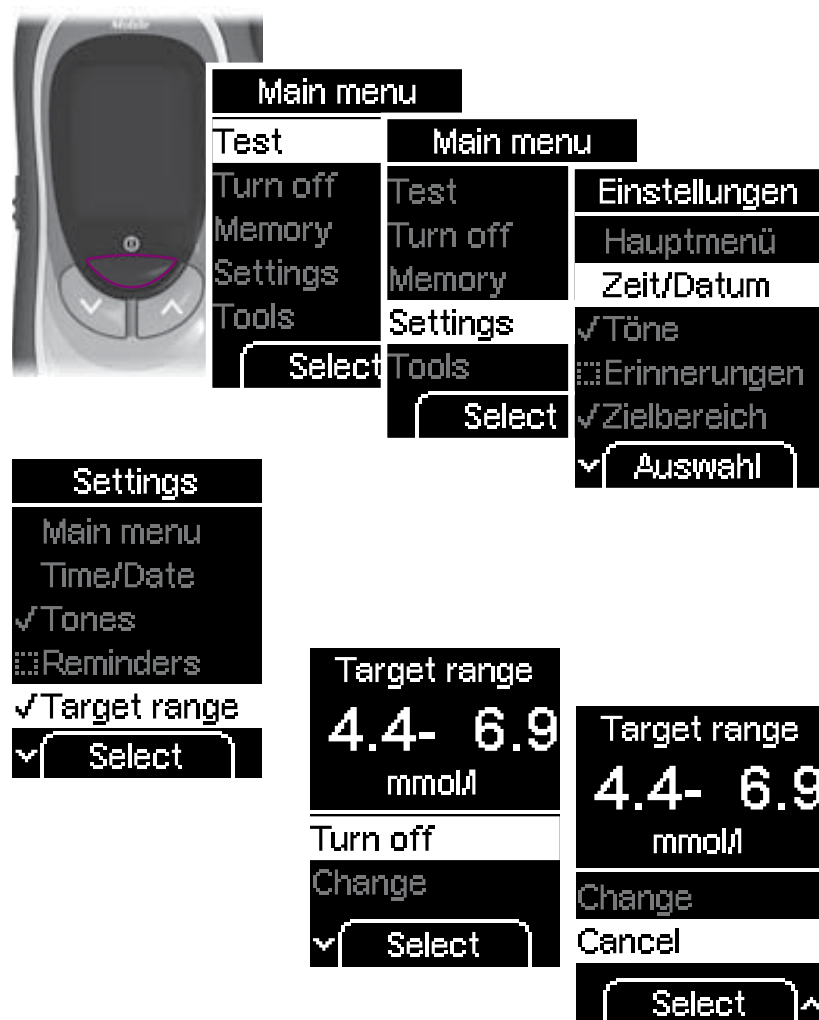 Mobile
Main menu
Test
Turn off
Memory
Settings
Tools
Select
Main menu
Test
Turn off
Memory
Settings
Tools
Select
Einstellungen
Hauptmenü
Zeit/Datum
Töne
Erinnerungen
Zielbereich
Auswahl
Settings
Main menu
Time/Date
Tones
Reminders
Target range
Select
Target range
4.4- 6.9
mmol/l
Turn off
Change
Select
Target range
4.4- 6.9
mmol/l
Change
Cancel
Select